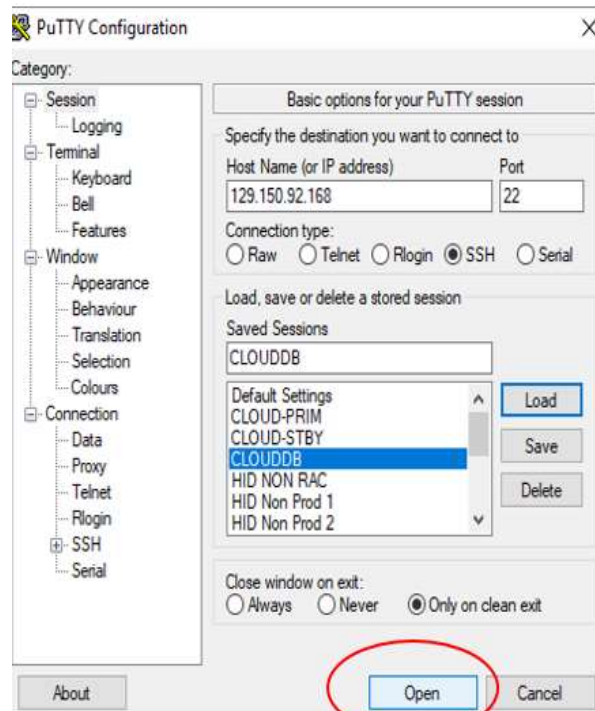 PuTTY Configuration
Category:
Session
Logging
Terminal
Keyboard
Bell
Features
Window
Appearance
Behaviour
Translation
Selection
Colours
Connection
Data
Proxy
Telnet
Rlogin
SSH
Serial
Basic options for your PuTTY session
Specify the destination you want to connect to
Host Name (or IP address) Port
129.150.92.168 22
Connection type:
Raw Telnet Rlogin SSH Serial
Load, save or delete a stored session
Saved Sessions
CLOUDDB
Default Settings
CLOUD-PRIM
CLOUD-STBY
CLOUDDB
HID NON RAC
HID Non Prod 1
HID Non Prod 2
Load
Save
Delete
Close window on exit:
Always Never Only on clean exit
About Open Cancel